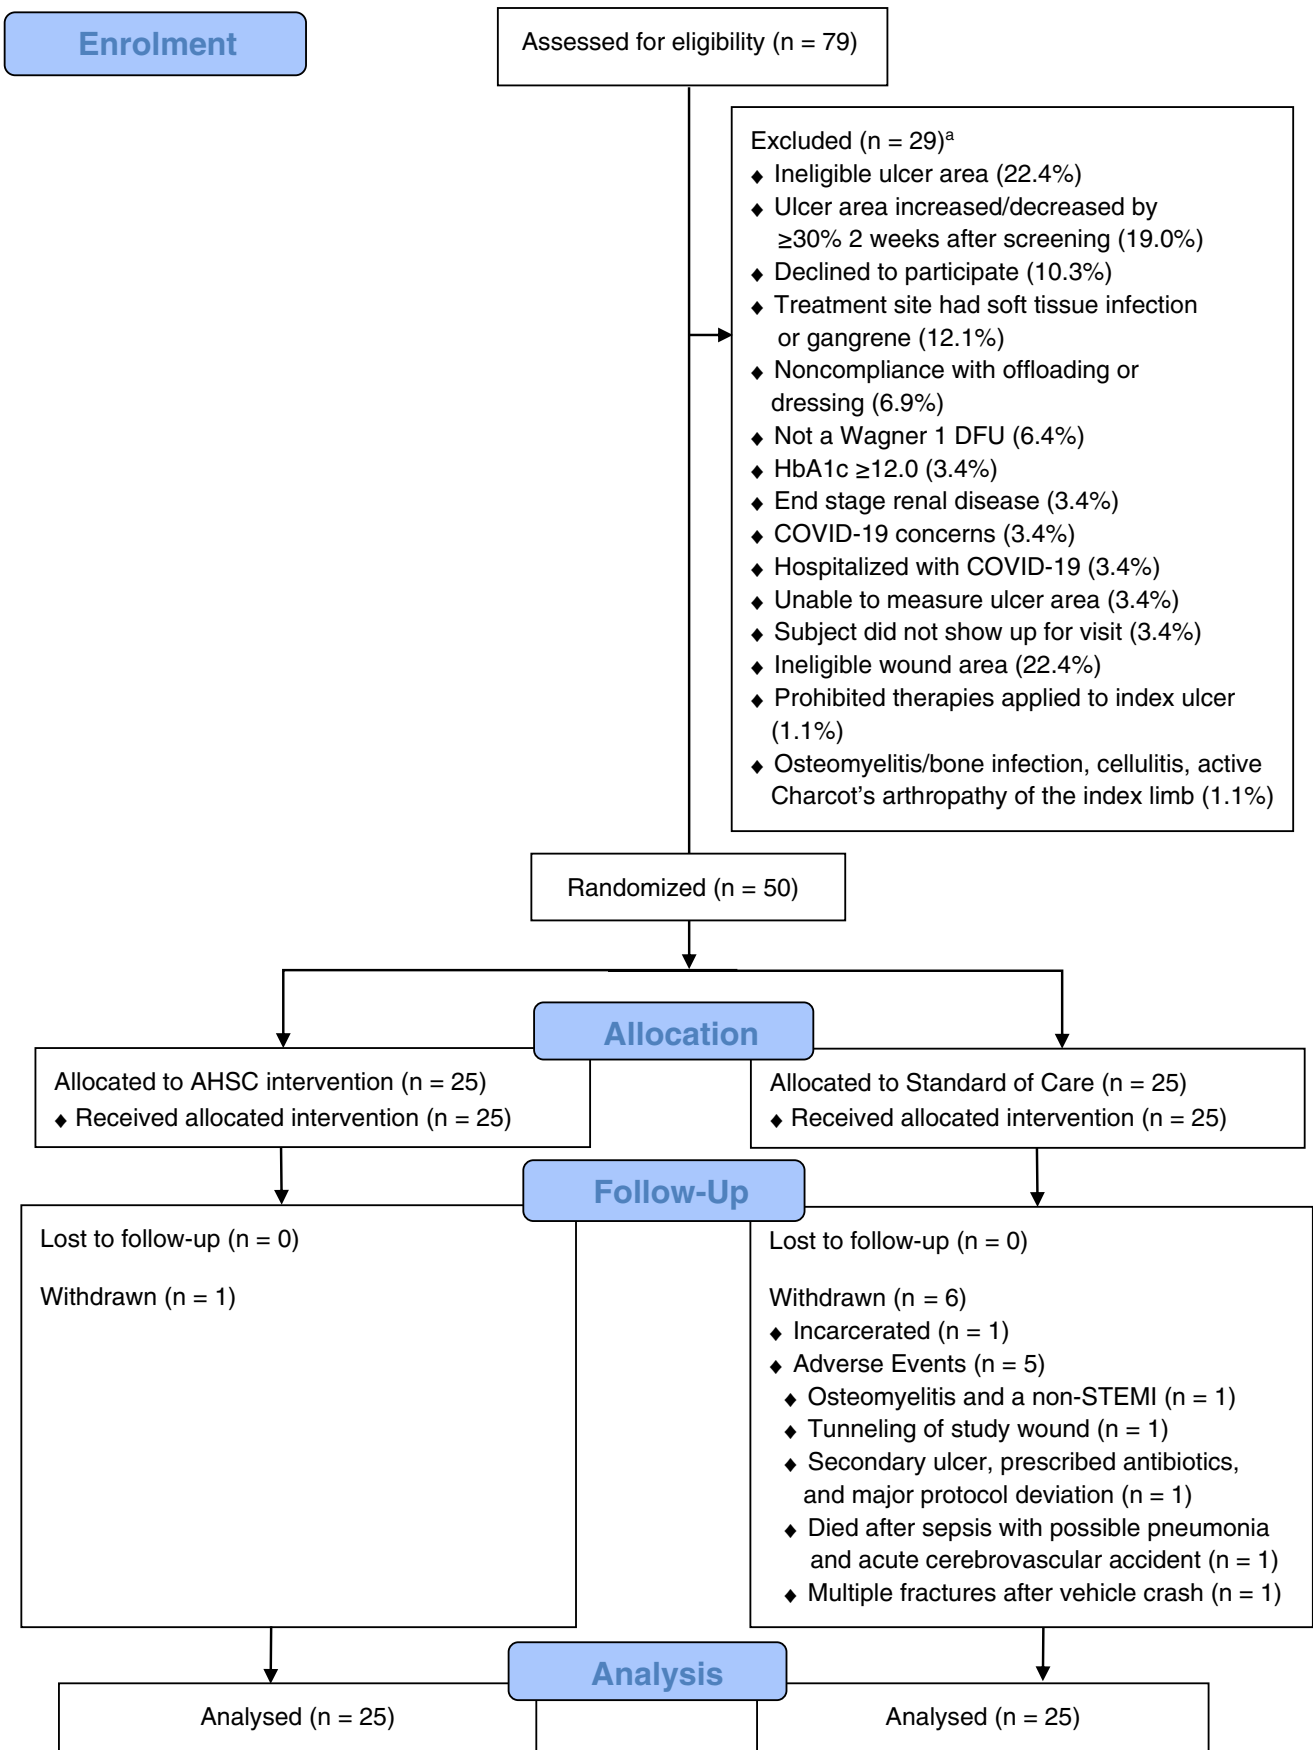 Enrolment
Assessed for eligibility (n = 79)
Excluded (n = 29)ᵃ
♦ Ineligible ulcer area (22.4%)
♦ Ulcer area increased/decreased by
≥30% 2 weeks after screening (19.0%)
♦ Declined to participate (10.3%)
♦ Treatment site had soft tissue infection
or gangrene (12.1%)
♦ Noncompliance with offloading or
dressing (6.9%)
♦ Not a Wagner 1 DFU (6.4%)
♦ HbA1c ≥12.0 (3.4%)
♦ End stage renal disease (3.4%)
♦ COVID-19 concerns (3.4%)
♦ Hospitalized with COVID-19 (3.4%)
♦ Unable to measure ulcer area (3.4%)
♦ Subject did not show up for visit (3.4%)
♦ Ineligible wound area (22.4%)
♦ Prohibited therapies applied to index ulcer
(1.1%)
♦ Osteomyelitis/bone infection, cellulitis, active
Charcot’s arthropathy of the index limb (1.1%)
Randomized (n = 50)
Allocation
Allocated to AHSC intervention (n = 25)
♦ Received allocated intervention (n = 25)
Allocated to Standard of Care (n = 25)
♦ Received allocated intervention (n = 25)
Follow-Up
Lost to follow-up (n = 0)
Withdrawn (n = 1)
Lost to follow-up (n = 0)
Withdrawn (n = 6)
♦ Incarcerated (n = 1)
♦ Adverse Events (n = 5)
♦ Osteomyelitis and a non-STEMI (n = 1)
♦ Tunneling of study wound (n = 1)
♦ Secondary ulcer, prescribed antibiotics,
and major protocol deviation (n = 1)
♦ Died after sepsis with possible pneumonia
and acute cerebrovascular accident (n = 1)
♦ Multiple fractures after vehicle crash (n = 1)
Analysis
Analysed (n = 25)
Analysed (n = 25)